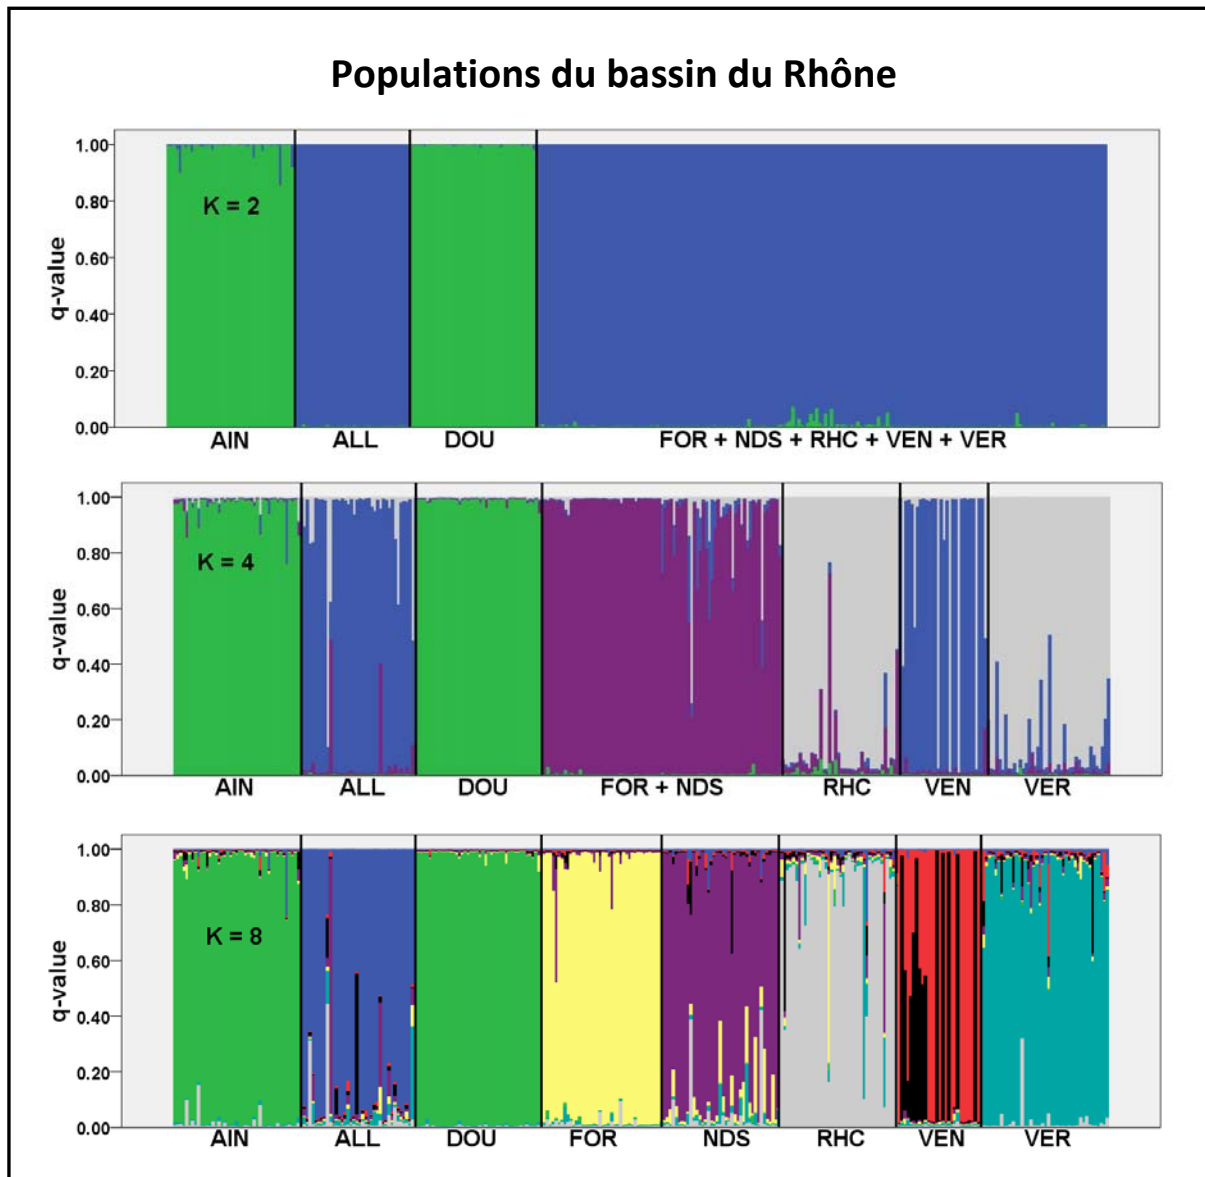 Populations du bassin du Rhône
1.00
0.80
0.60
0.40
0.20
0.00
q-value
K = 2
AIN ALL DOU FOR + NDS + RHC + VEN + VER
1.00
0.80
0.60
0.40
0.20
0.00
q-value
K = 4
AIN ALL DOU FOR + NDS RHC VEN VER
1.00
0.80
0.60
0.40
0.20
0.00
q-value
K = 8
AIN ALL DOU FOR NDS RHC VEN VER